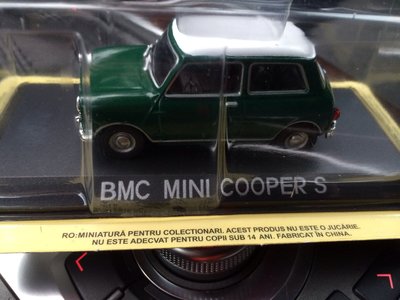 BMC MINI COOPER S
RO:MINIATURĂ PENTRU COLECTIONARI. ACEST PRODUS NU ESTE O JUCĂRIE.
NU ESTE ADECVAT PENTRU COPII SUB 14 ANI. FABRICAT ÎN CHINA.